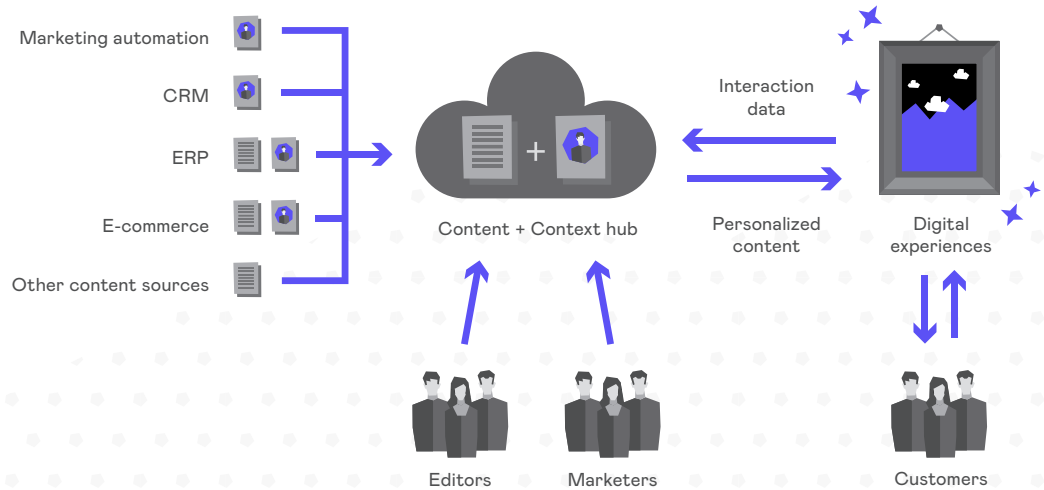 Marketing automation
CRM
ERP
E-commerce
Other content sources
+
Content + Context hub
Interaction
data
Personalized
content
Digital
experiences
Editors
Marketers
Customers